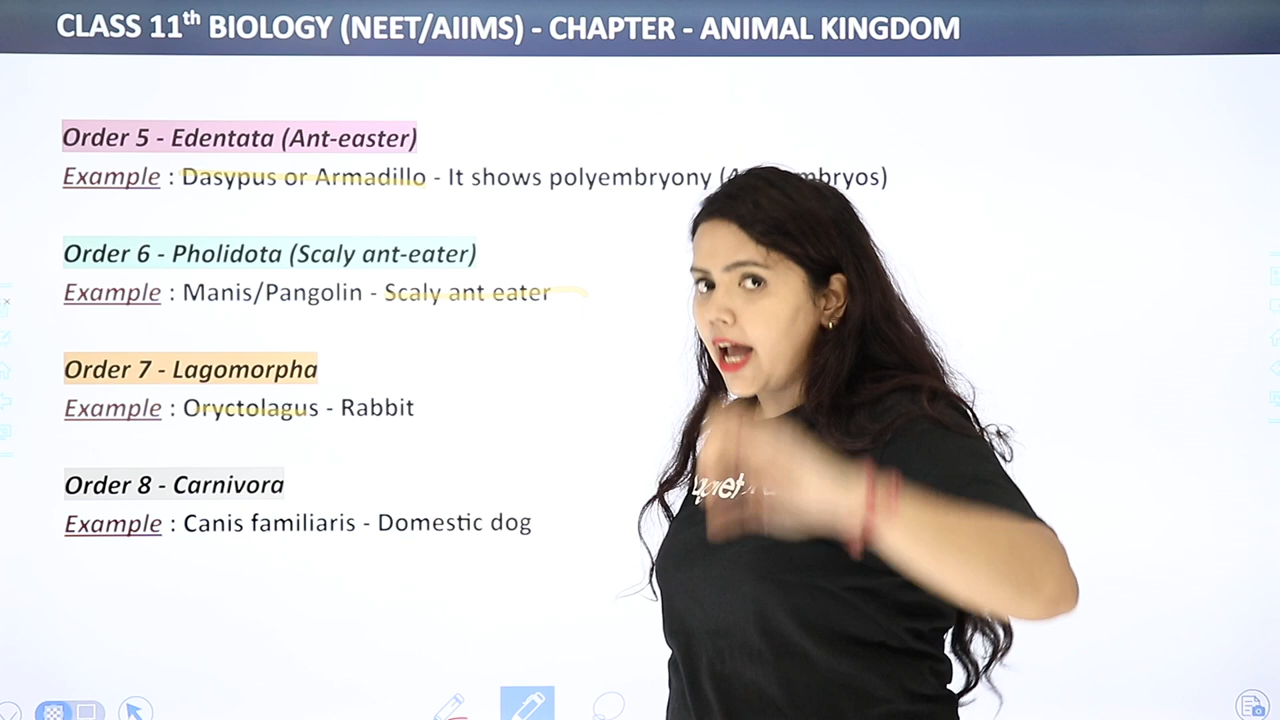 CLASS 11th BIOLOGY (NEET/AIIMS) - CHAPTER - ANIMAL KINGDOM
Order 5 - Edentata (Ant-easter)
Example : Dasypus or Armadillo - It shows polyembryony
Order 6 - Pholidota (Scaly ant-eater)
Example : Manis/Pangolin - Scaly ant eater
Order 7 - Lagomorpha
Example : Oryctolagus - Rabbit
Order 8 - Carnivora
Example : Canis familiaris - Domestic dog